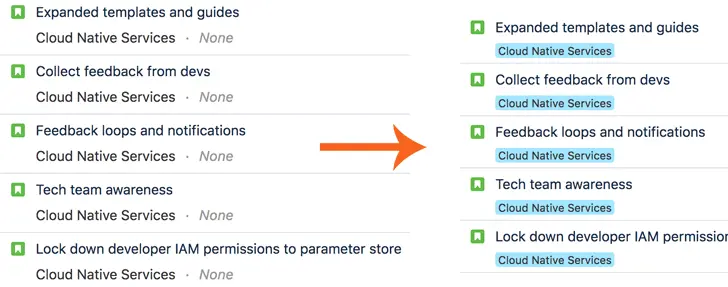 Expanded templates and guides
Cloud Native Services · None
Collect feedback from devs
Cloud Native Services · None
Feedback loops and notifications
Cloud Native Services · None
Tech team awareness
Cloud Native Services · None
Lock down developer IAM permissions to parameter store
Cloud Native Services · None
Expanded templates and guides
Cloud Native Services
Collect feedback from devs
Cloud Native Services
Feedback loops and notifications
Cloud Native Services
Tech team awareness
Cloud Native Services
Lock down developer IAM permission
Cloud Native Services